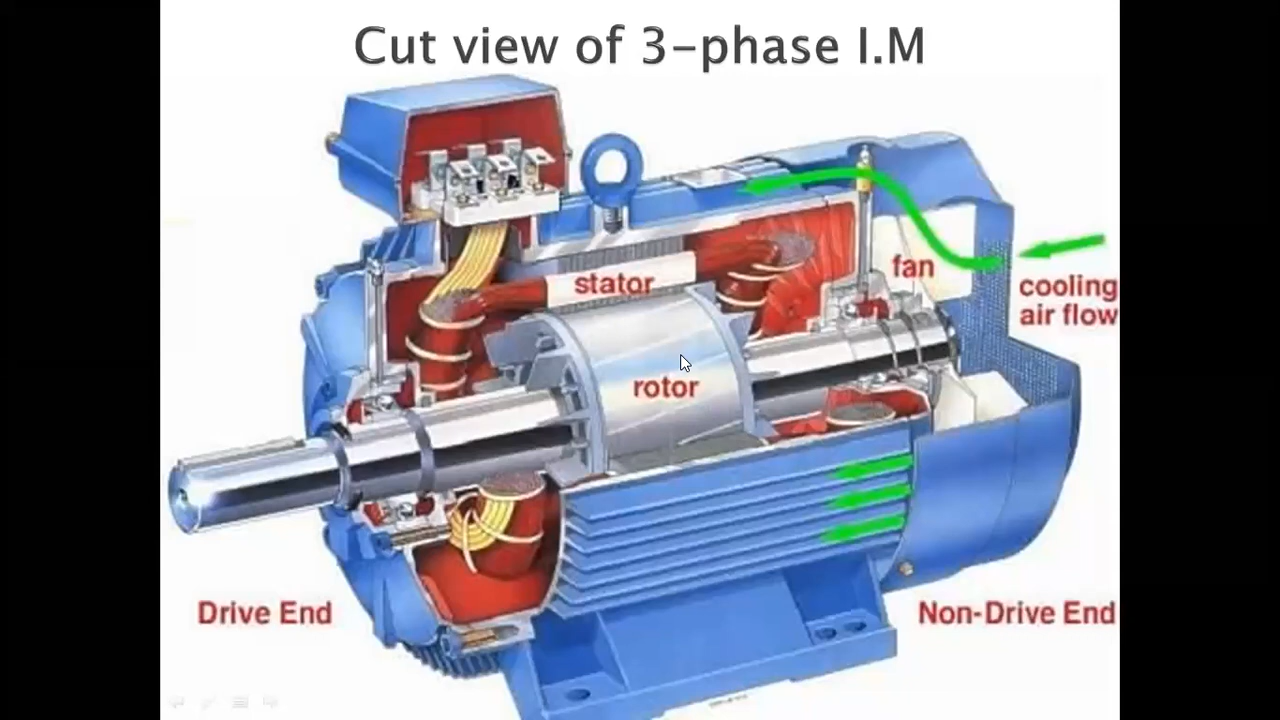 Cut view of 3-phase I.M
stator
fan
cooling
air flow
rotor
Drive End
Non-Drive End